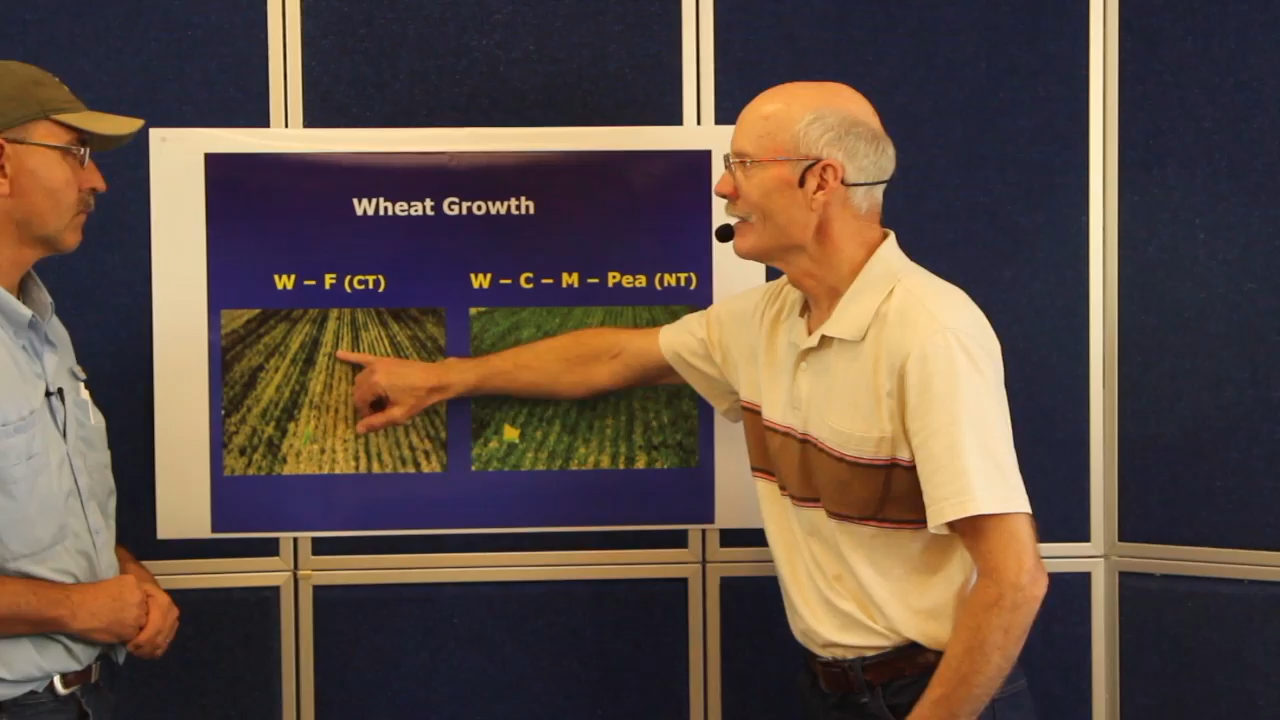 Wheat Growth
W – F (CT)
W – C – M – Pea (NT)